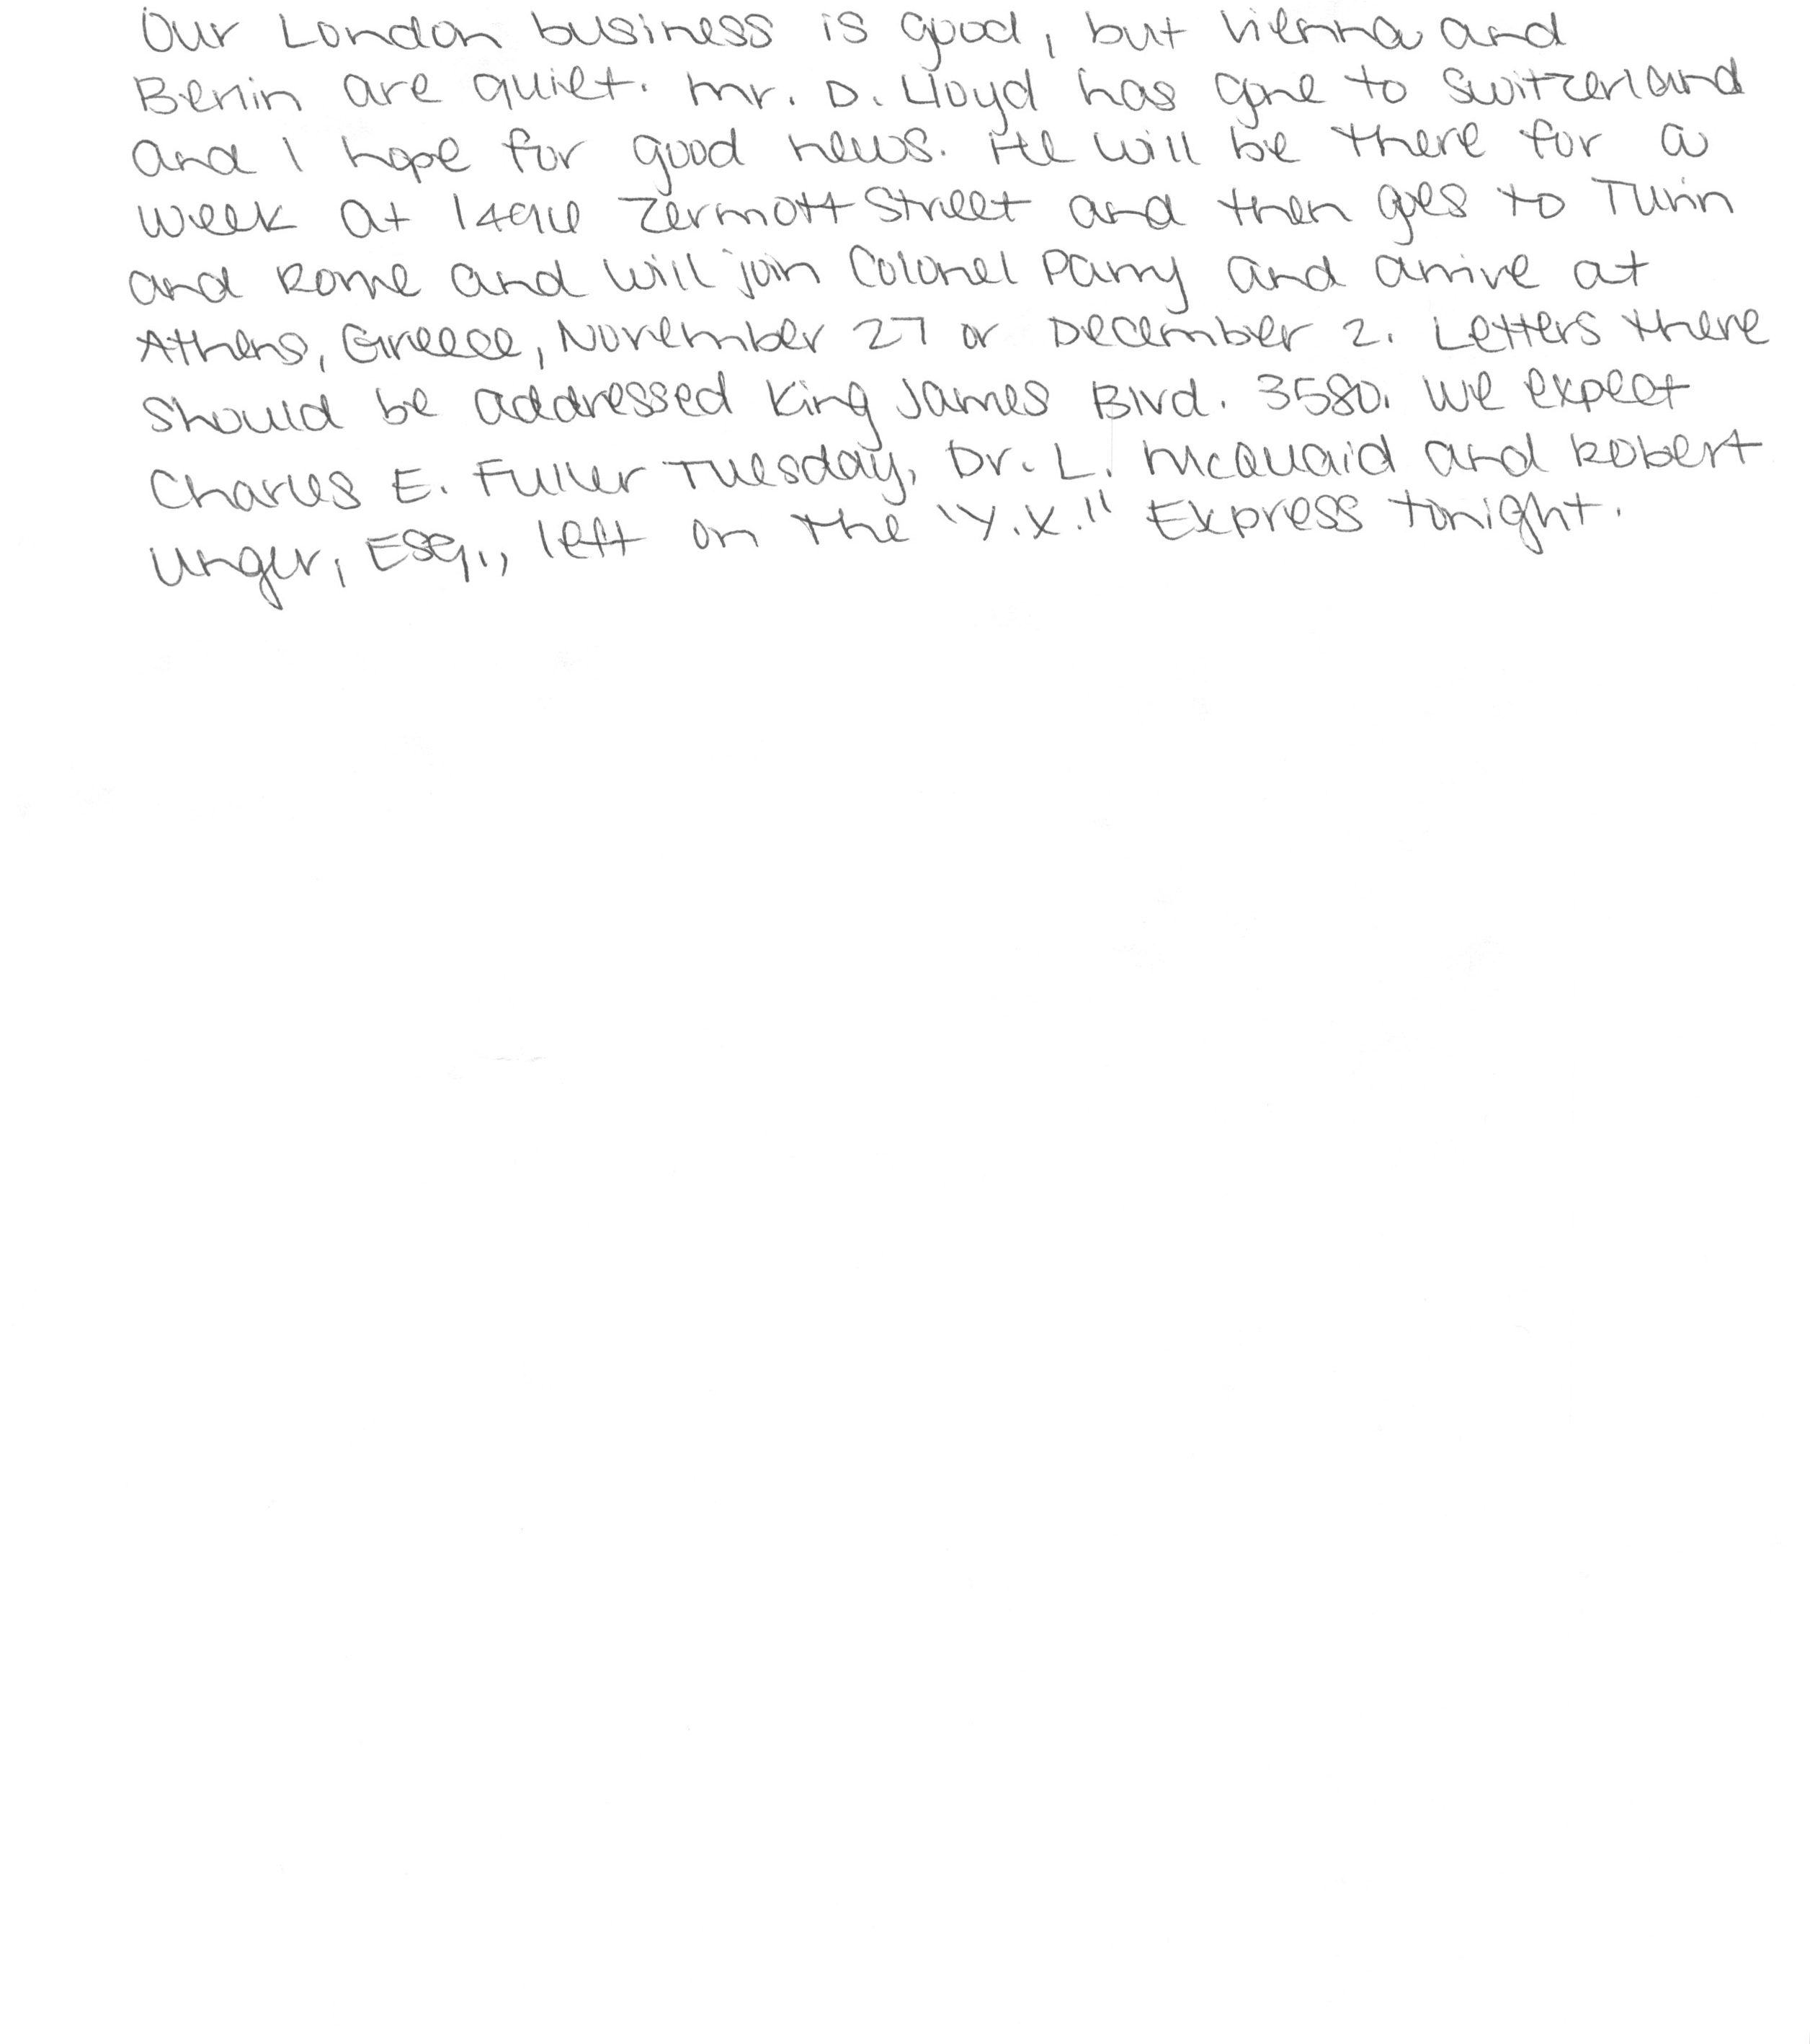 Our London business is good, but Vienna and
Berlin are quiet. Mr. D. Lloyd has gone to Switzerland
and I hope for good news. He will be there for a
week at 1496 Zermott Street and then goes to Turin
and Rome and will join Colonel Parry and arrive at
Athens, Greece, November 27 or December 2. Letters there
should be addressed King James Blvd. 3580. We expect
Charles E. Fuller Tuesday. Dr. L. McQuaid and Robert
Unger, Esq., left on the "Y.X." Express tonight.